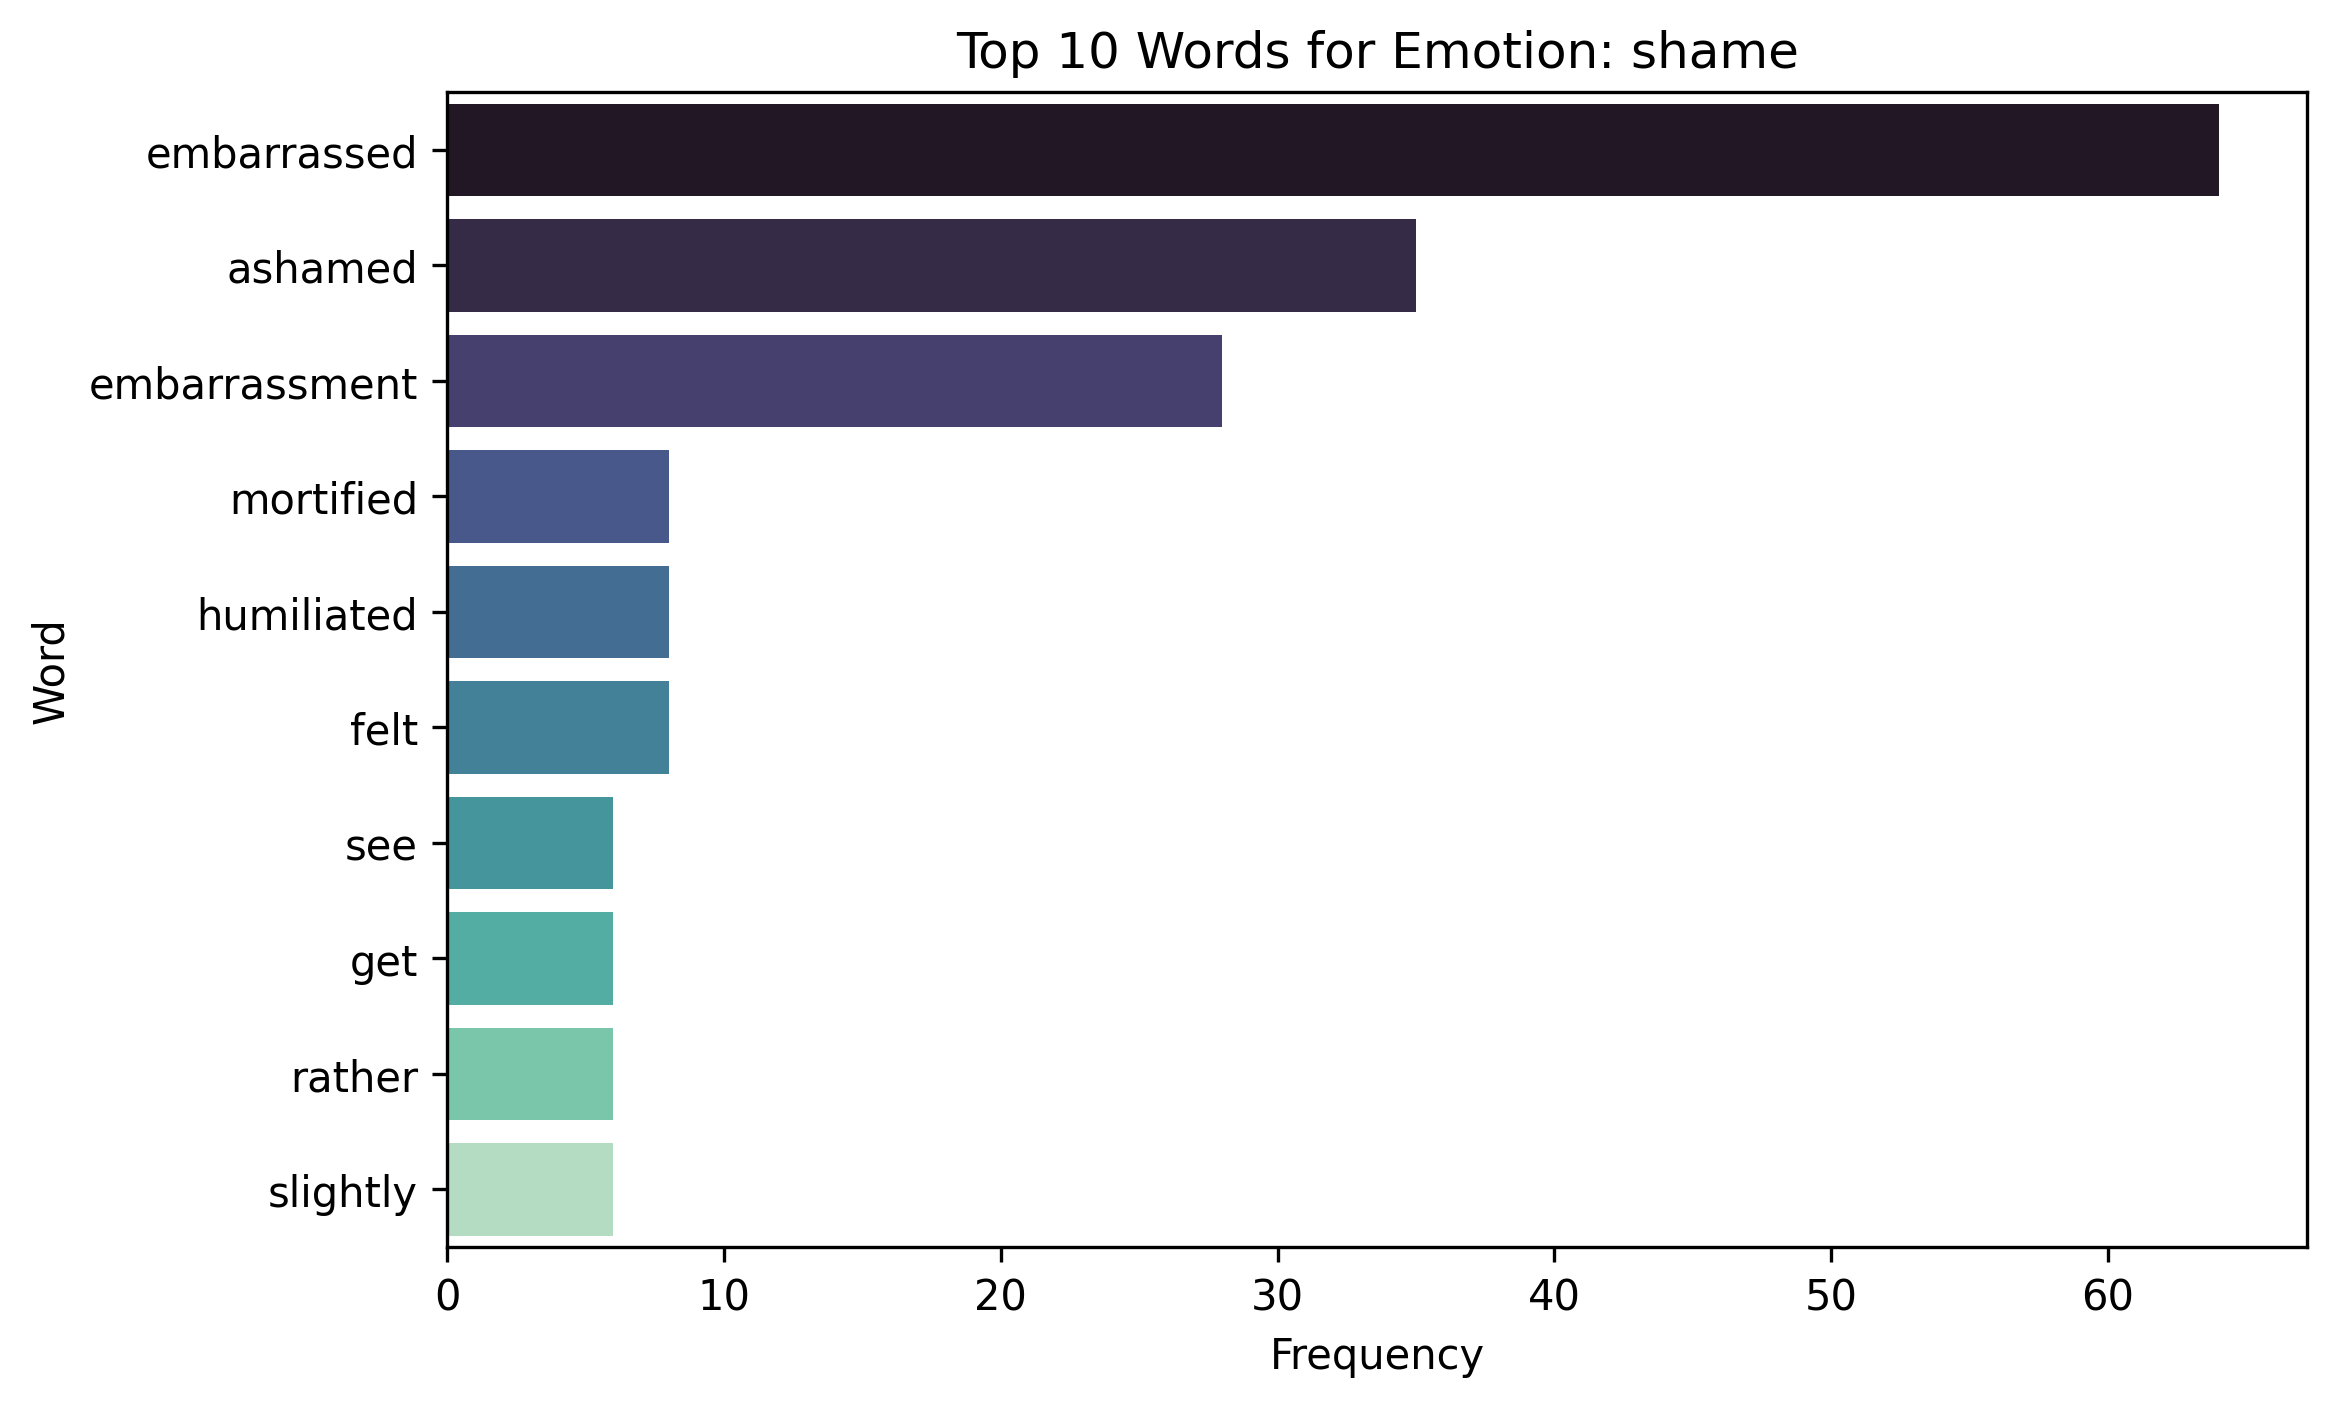 Top 10 Words for Emotion: shame
embarrassed
ashamed
embarrassment
mortified
humiliated
felt
see
get
rather
slightly
Word
0 10 20 30 40 50 60
Frequency